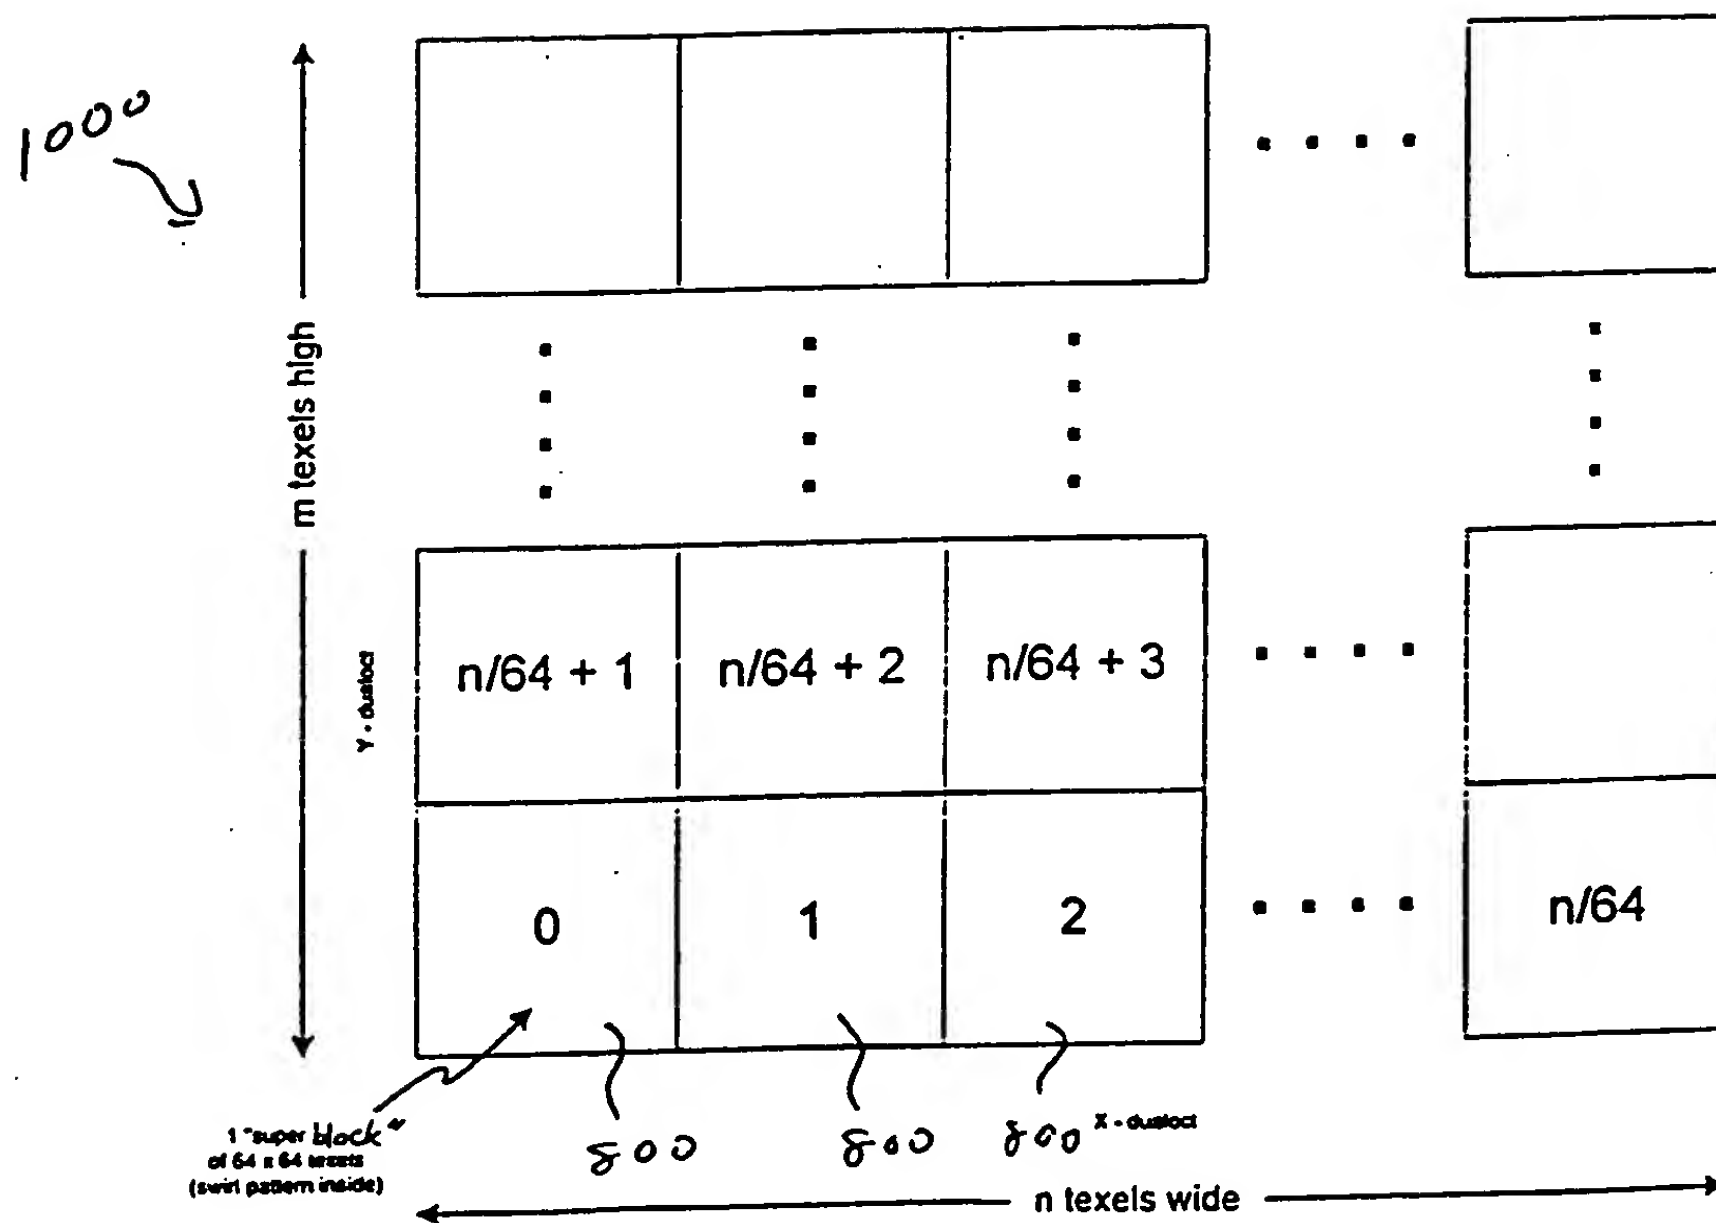 1000
m texels high
Y - dualoct
n/64 + 1 n/64 + 2 n/64 + 3
0 1 2 n/64
1 "super block"
of 64 x 64 texels
(swirl pattern inside)
800 800 800 X - dualoct
n texels wide